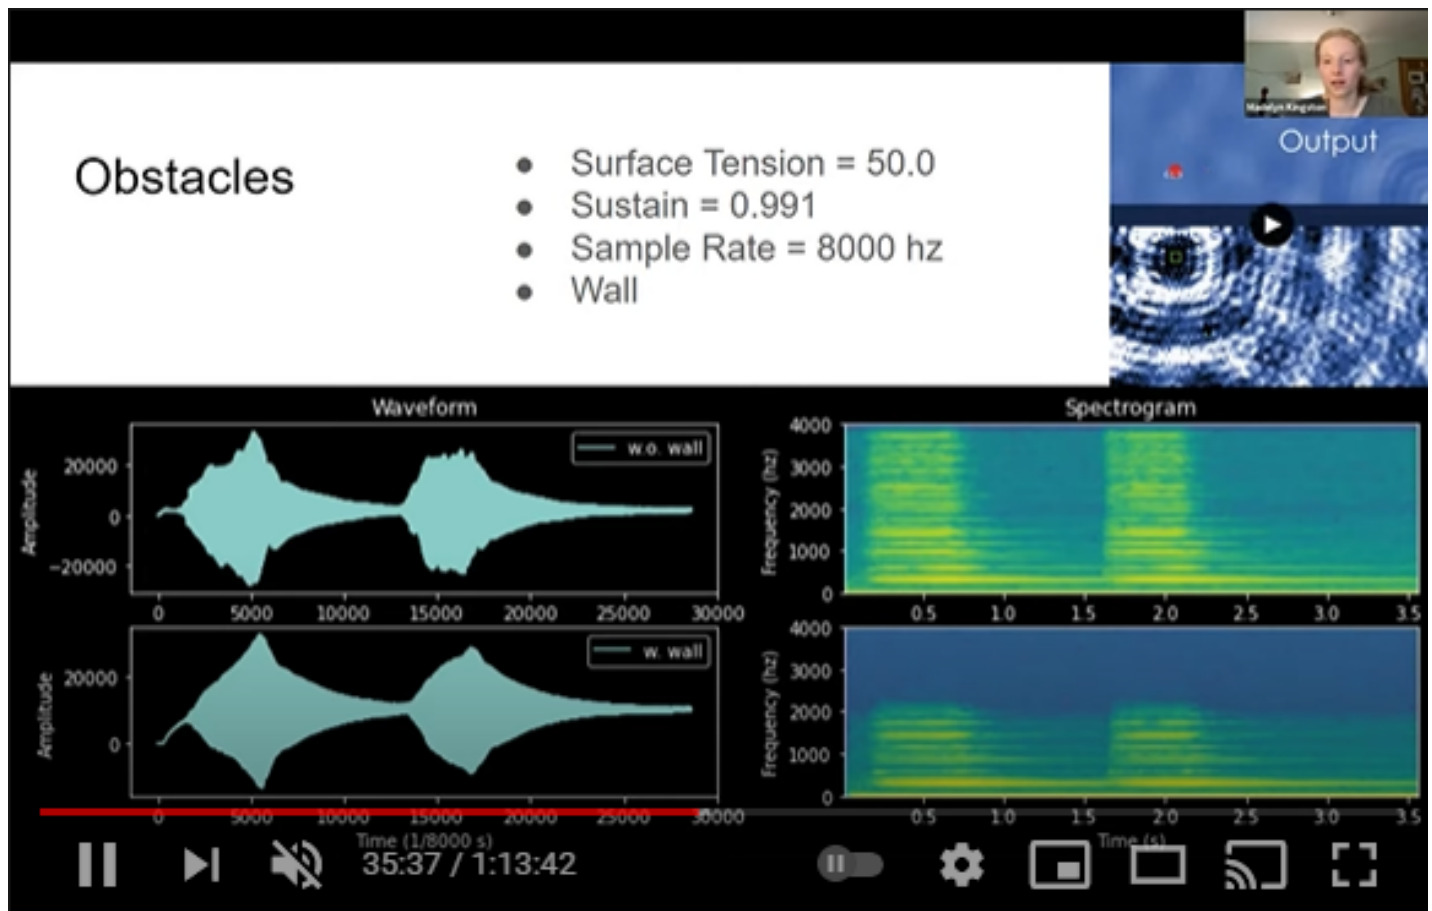 Madelyn Kingston
Output
Obstacles
● Surface Tension = 50.0
● Sustain = 0.991
● Sample Rate = 8000 hz
● Wall
Waveform
w.o. wall
Amplitude
20000
0
−20000
0 5000 10000 15000 20000 25000 30000
Spectrogram
Frequency (hz)
4000
3000
2000
1000
0
0.5 1.0 1.5 2.0 2.5 3.0 3.5
w. wall
Amplitude
20000
0
0 5000 10000 15000 20000 25000 30000
Time (1/8000 s)
Frequency (hz)
4000
3000
2000
1000
0
0.5 1.0 1.5 2.0 2.5 3.0 3.5
Time (s)
35:37 / 1:13:42